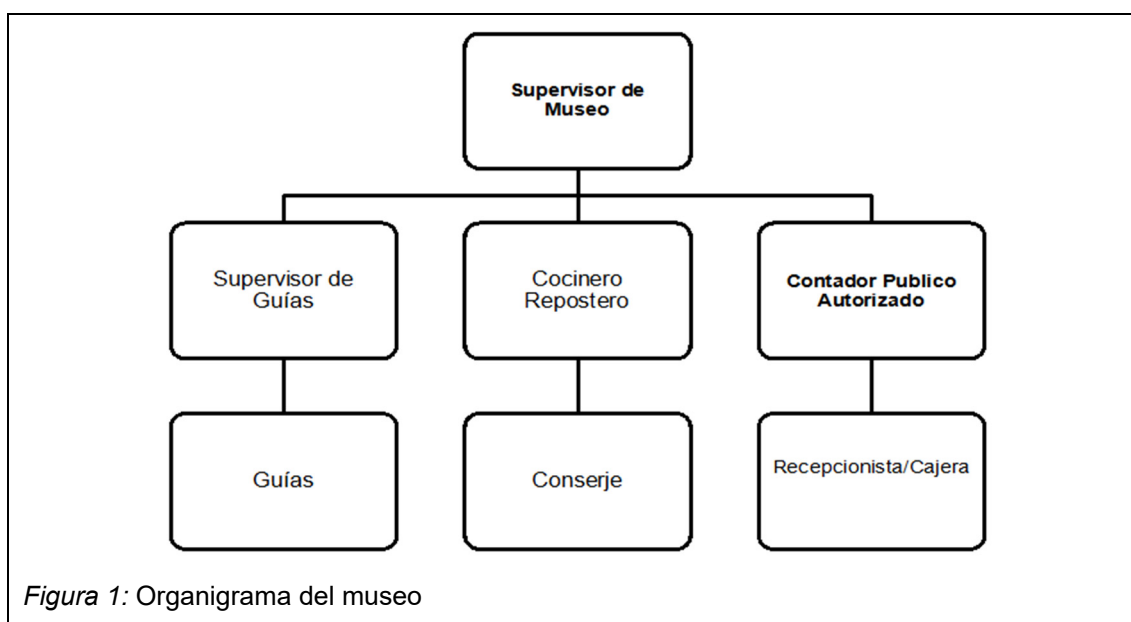 Supervisor de
Museo
Supervisor de
Guías
Cocinero
Repostero
Contador Publico
Autorizado
Guías
Conserje
Recepcionista/Cajera
Figura 1: Organigrama del museo